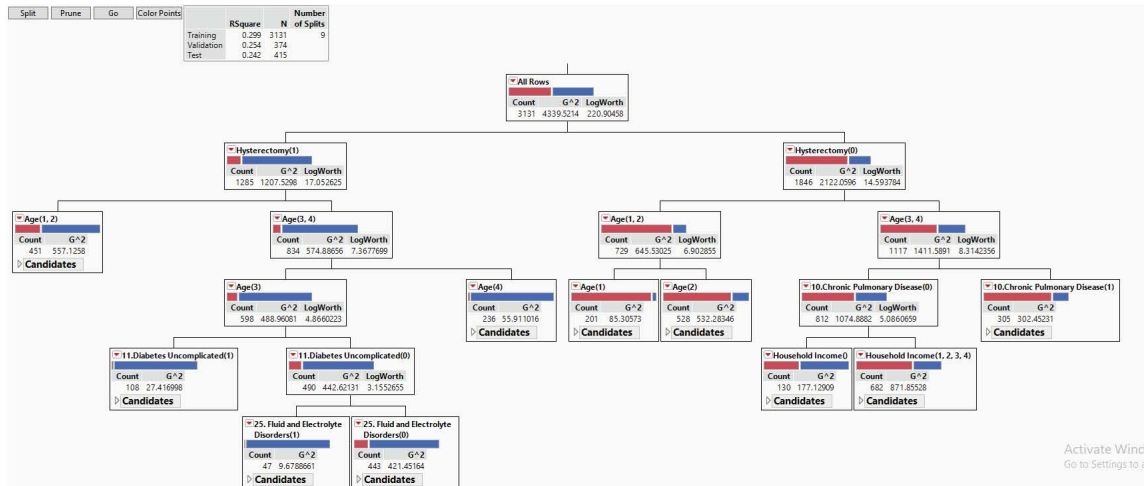 Split Prune Go Color Points
Number
RSquare N of Splits
Training 0.299 3131 9
Validation 0.254 374
Test 0.242 415
All Rows
Count G^2 LogWorth
3131 4339.5214 220.90458
Hysterectomy(1)
Count G^2 LogWorth
1285 1207.5298 17.052625
Hysterectomy(0)
Count G^2 LogWorth
1846 2122.0596 14.593784
Age(1, 2)
Count G^2
451 557.1258
Candidates
Age(3, 4)
Count G^2 LogWorth
834 574.88656 7.3677699
Age(1, 2)
Count G^2 LogWorth
729 645.53025 6.902855
Age(3, 4)
Count G^2 LogWorth
1117 1411.5891 8.3142356
Age(3)
Count G^2 LogWorth
598 488.96081 4.8660223
Age(4)
Count G^2
236 55.911016
Candidates
Age(1)
Count G^2
201 85.30573
Candidates
Age(2)
Count G^2
528 532.28346
Candidates
10.Chronic Pulmonary Disease(0)
Count G^2 LogWorth
812 1074.8882 5.0860659
10.Chronic Pulmonary Disease(1)
Count G^2
305 302.45231
Candidates
11.Diabetes Uncomplicated(1)
Count G^2
108 27.416998
Candidates
11.Diabetes Uncomplicated(0)
Count G^2 LogWorth
490 442.62131 3.1552655
Household Income()
Count G^2
130 177.12909
Candidates
Household Income(1, 2, 3, 4)
Count G^2
682 871.85528
Candidates
25. Fluid and Electrolyte
Disorders(1)
Count G^2
47 9.6788661
Candidates
25. Fluid and Electrolyte
Disorders(0)
Count G^2
443 421.45164
Candidates
Activate Wind
Go to Settings to a